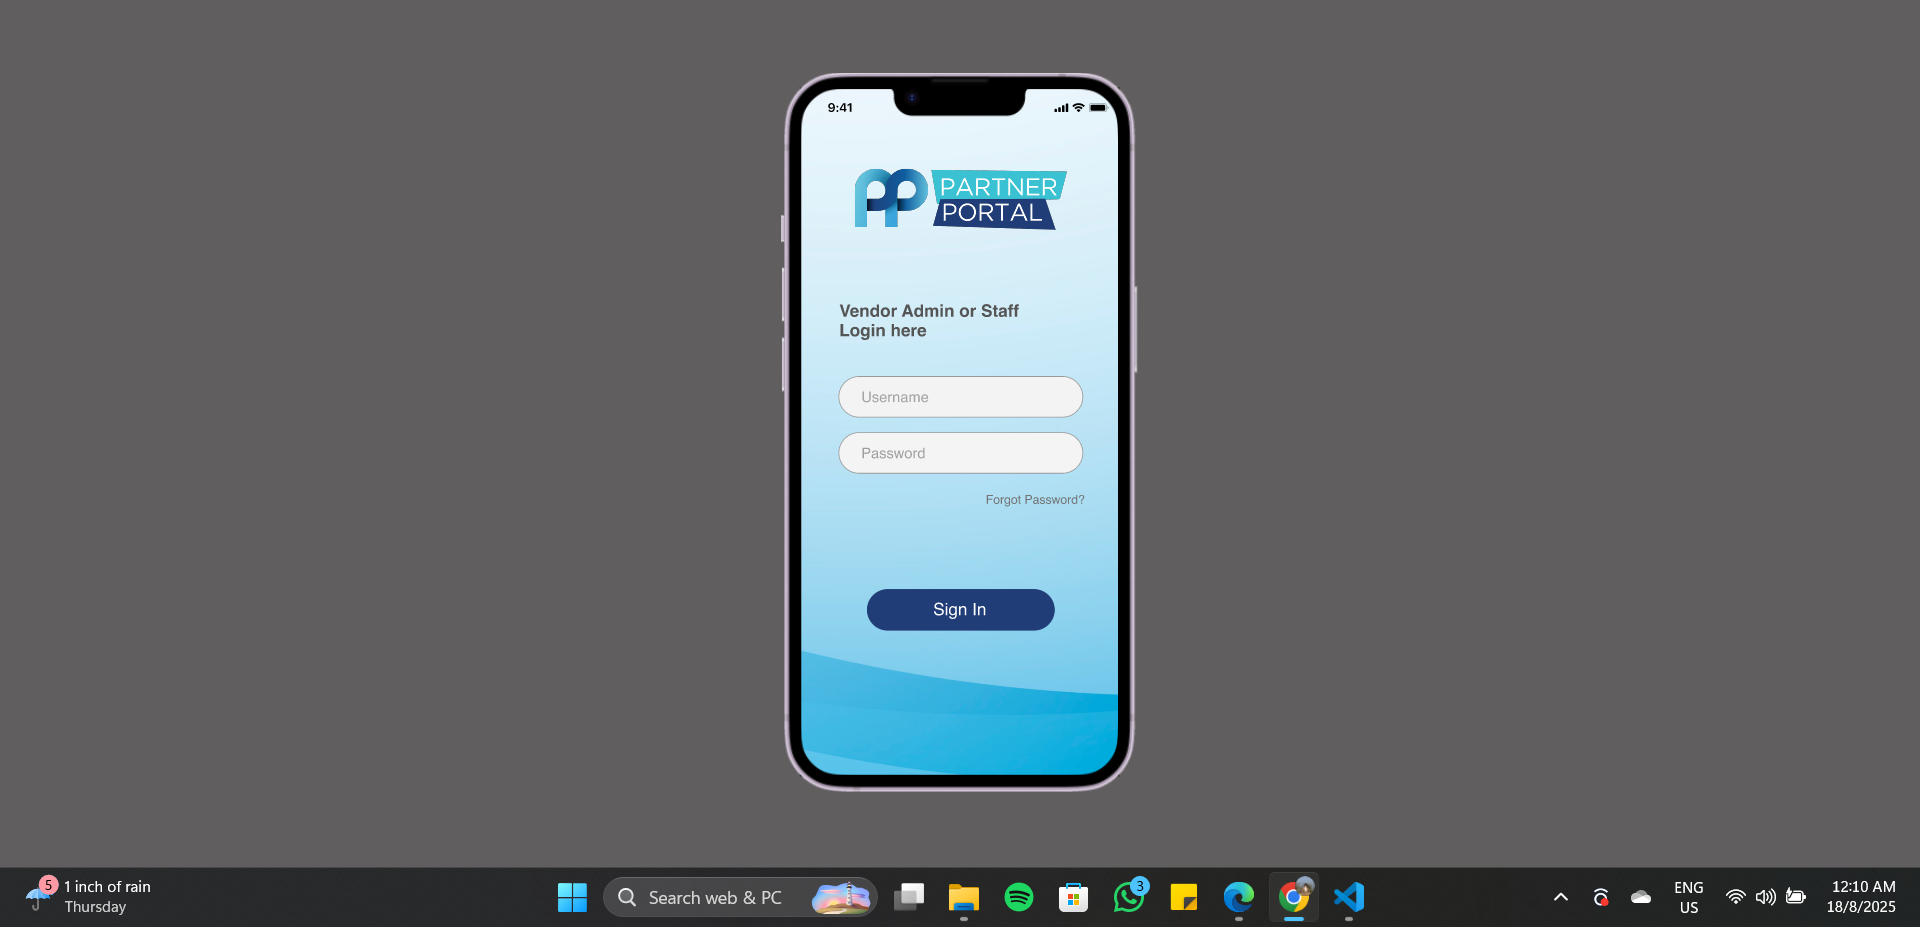 9:41
PARTNER
PORTAL
Vendor Admin or Staff
Login here
Username
Password
Forgot Password?
Sign In
5
1 inch of rain
Thursday
Search web & PC
3
ENG
US
12:10 AM
18/8/2025